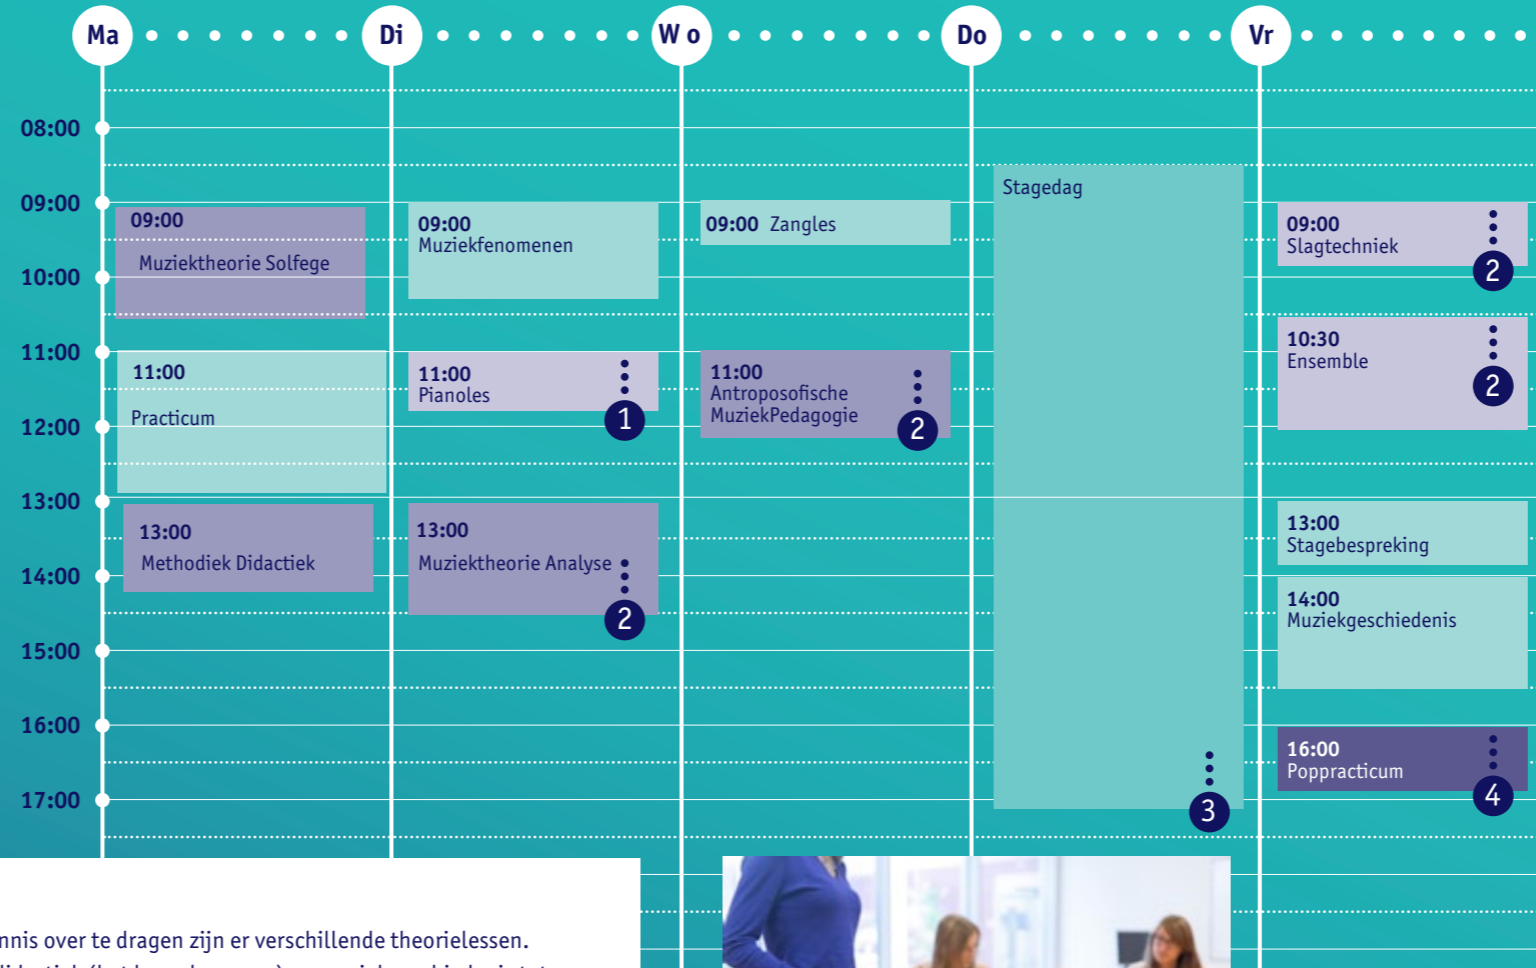 Ma
Di
Wo
Do
Vr
08:00
09:00
10:00
11:00
12:00
13:00
14:00
15:00
16:00
17:00
09:00
Muziektheorie Solfege
11:00
Practicum
13:00
Methodiek Didactiek
09:00
Muziekfenomenen
11:00
Pianoles
1
13:00
Muziektheorie Analyse
2
09:00 Zangles
11:00
Antroposofische
MuziekPedagogie
2
Stagedag
3
09:00
Slagtechniek
2
10:30
Ensemble
2
13:00
Stagebespreking
14:00
Muziekgeschiedenis
16:00
Poppracticum
4
nnis over te dragen zijn er verschillende theorielessen.